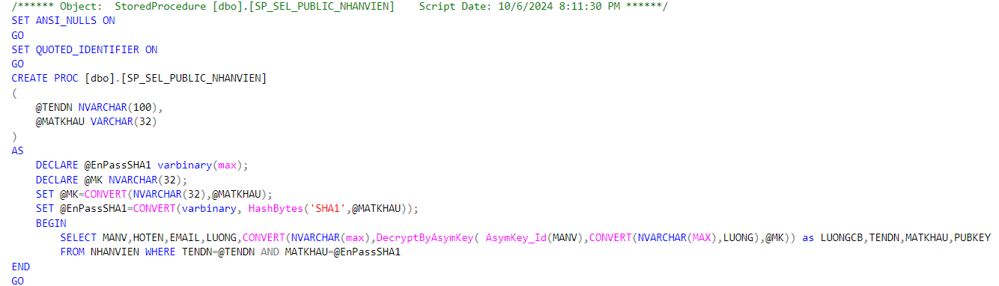 /****** Object:  StoredProcedure [dbo].[SP_SEL_PUBLIC_NHANVIEN]    Script Date: 10/6/2024 8:11:30 PM ******/
SET ANSI_NULLS ON
GO
SET QUOTED_IDENTIFIER ON
GO
CREATE PROC [dbo].[SP_SEL_PUBLIC_NHANVIEN]
(
    @TENDN NVARCHAR(100),
    @MATKHAU VARCHAR(32)
)
AS
    DECLARE @EnPassSHA1 varbinary(max);
    DECLARE @MK NVARCHAR(32);
    SET @MK=CONVERT(NVARCHAR(32),@MATKHAU);
    SET @EnPassSHA1=CONVERT(varbinary, HashBytes('SHA1',@MATKHAU));
    BEGIN
        SELECT MANV,HOTEN,EMAIL,LUONG,CONVERT(NVARCHAR(max),DecryptByAsymKey( AsymKey_Id(MANV),CONVERT(NVARCHAR(MAX),LUONG),@MK)) as LUONGCB,TENDN,MATKHAU,PUBKEY
        FROM NHANVIEN WHERE TENDN=@TENDN AND MATKHAU=@EnPassSHA1
END
GO